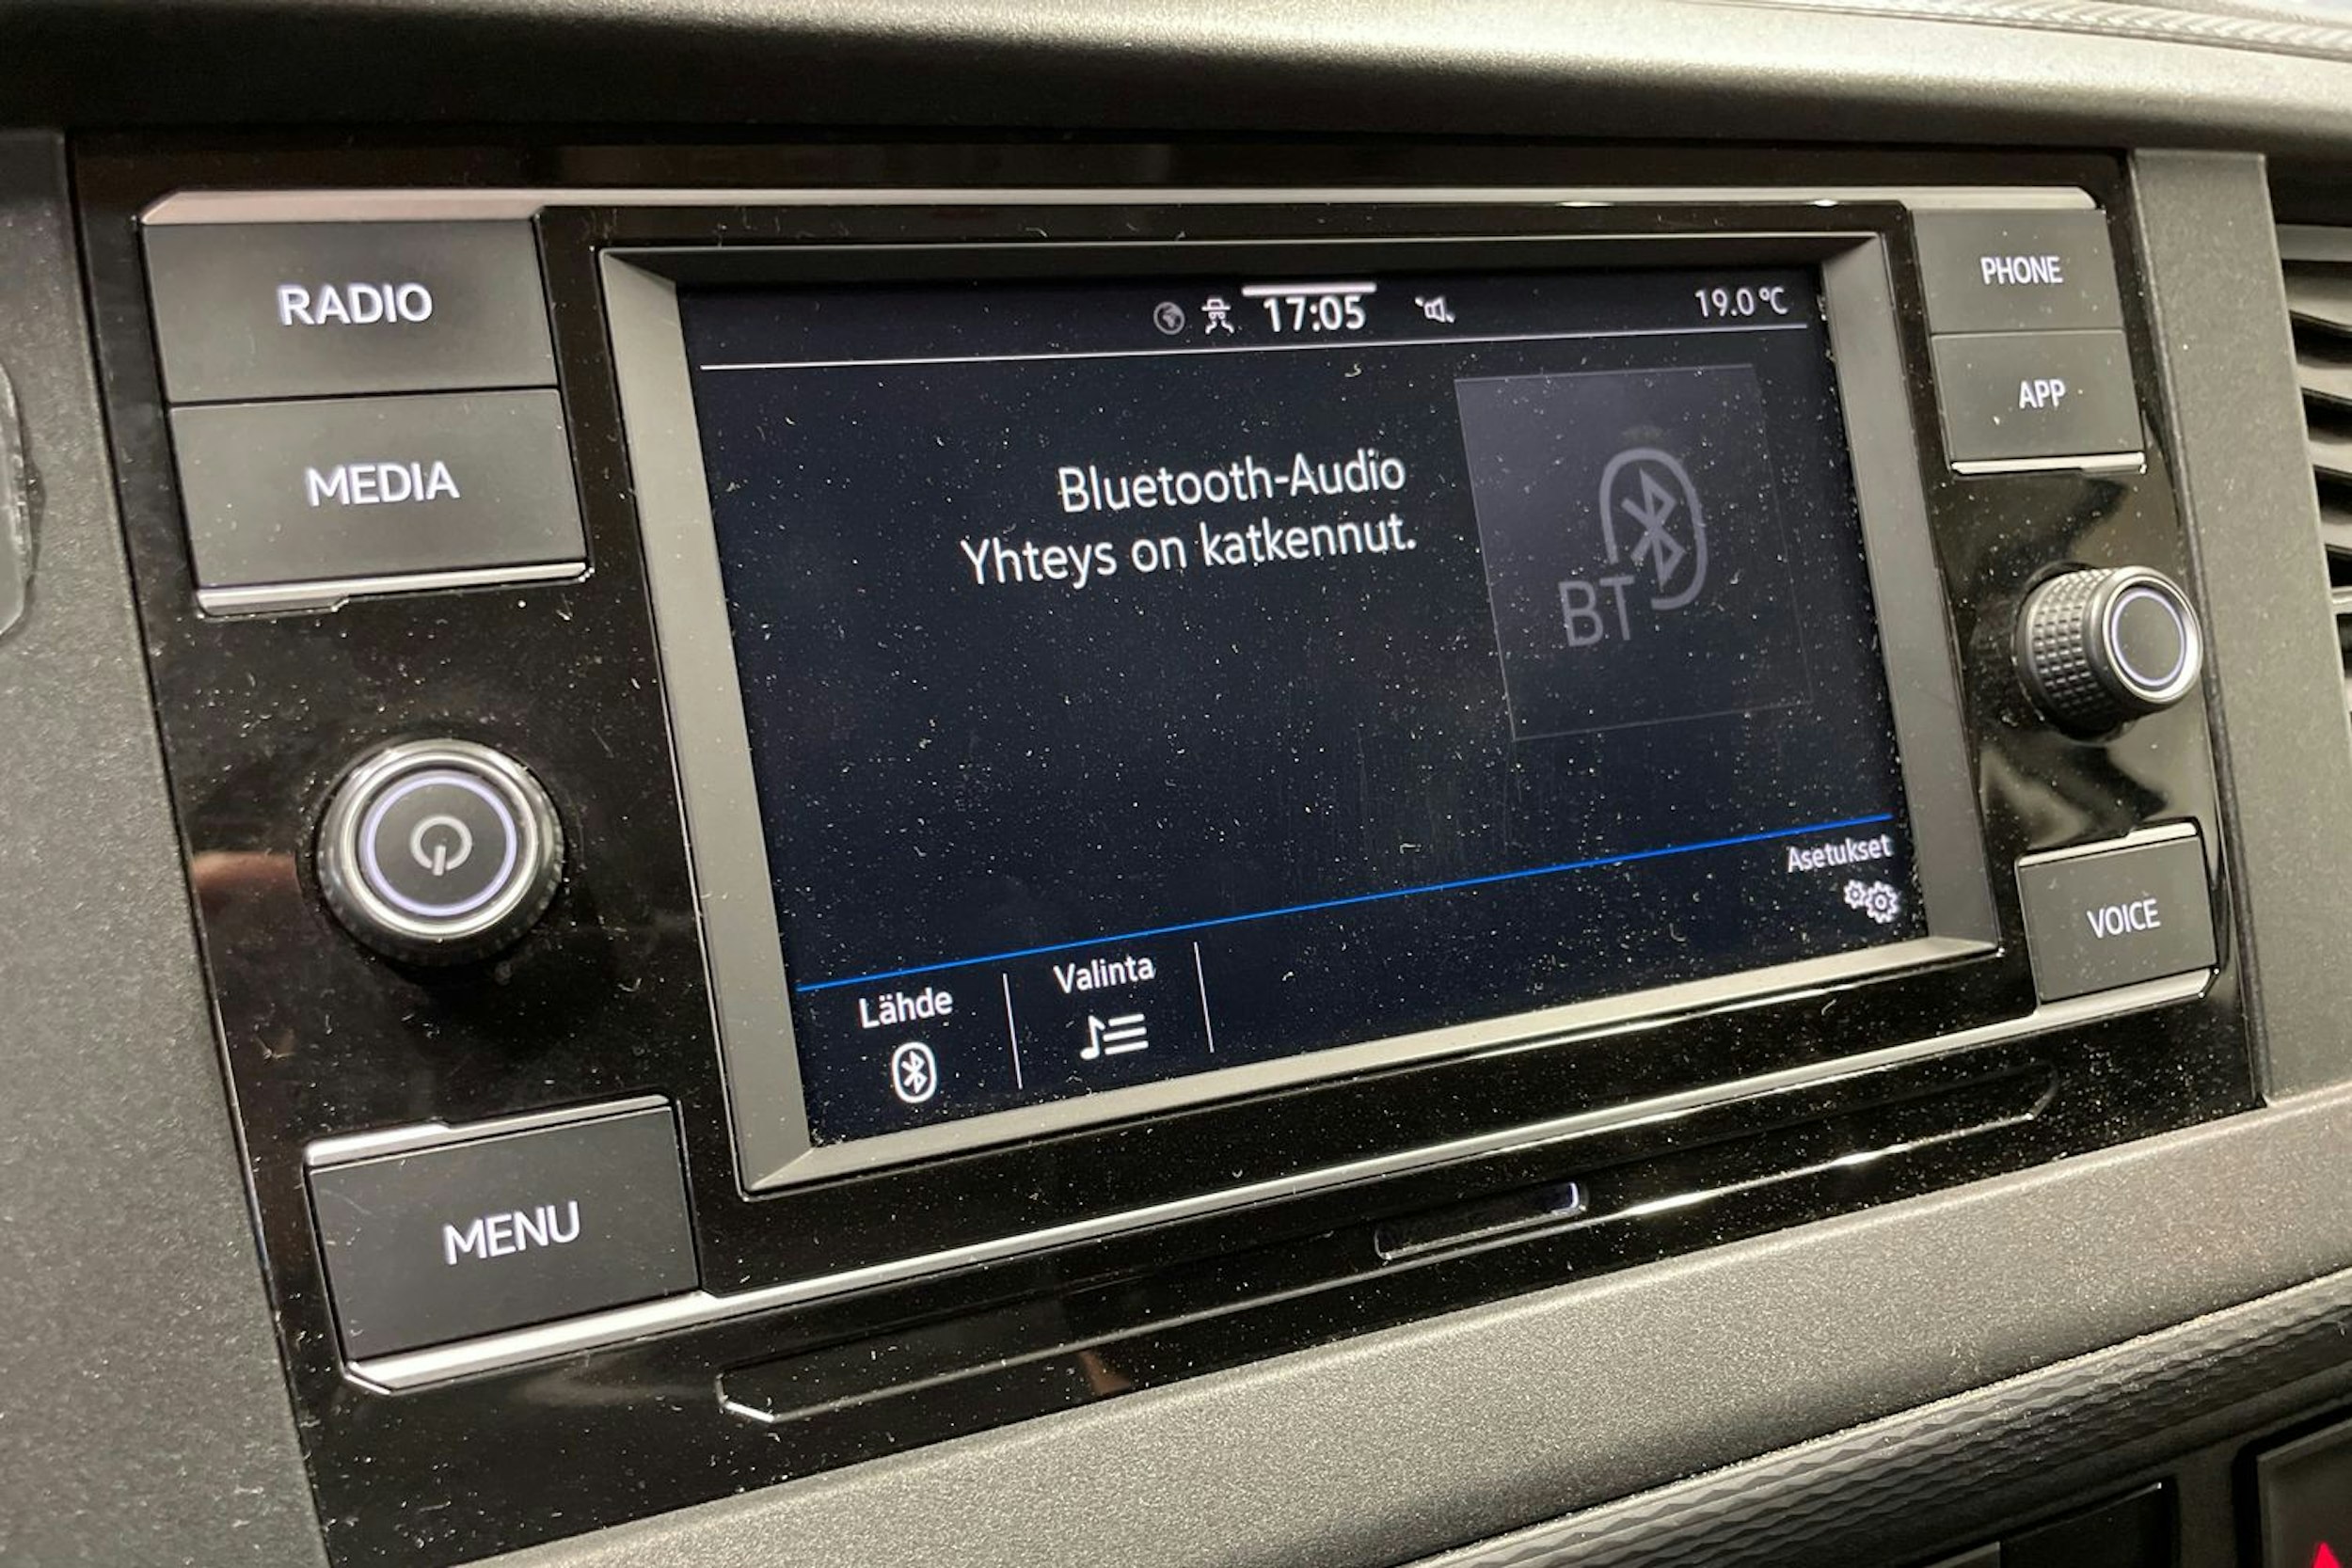 RADIO
MEDIA
MENU
17:05
19.0 °C
Bluetooth-Audio
Yhteys on katkennut.
BT
Asetukset
Lähde
Valinta
PHONE
APP
VOICE